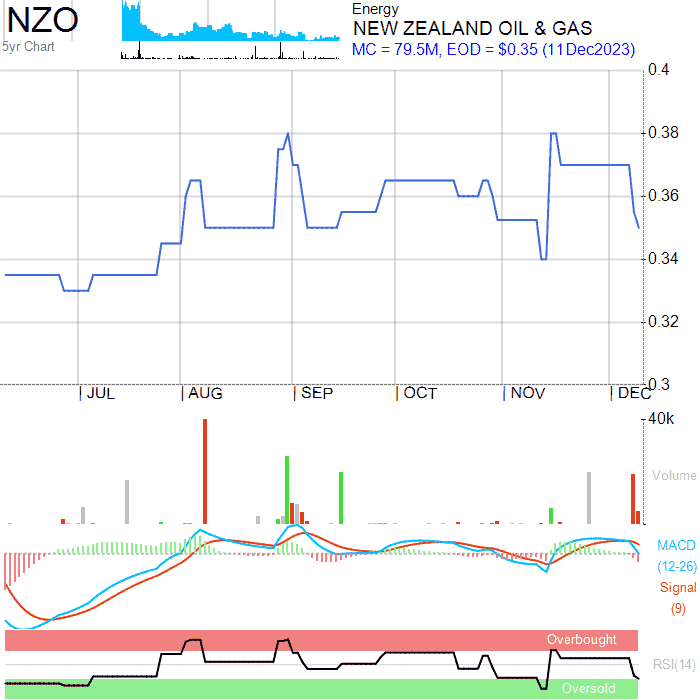 NZO
5yr Chart
Energy
NEW ZEALAND OIL & GAS
MC = 79.5M, EOD = $0.35 (11Dec2023)
0.4
0.38
0.36
0.34
0.32
0.3
JUL AUG SEP OCT NOV DEC
40k
Volume
MACD
(12-26)
Signal
(9)
Overbought
RSI(14)
Oversold